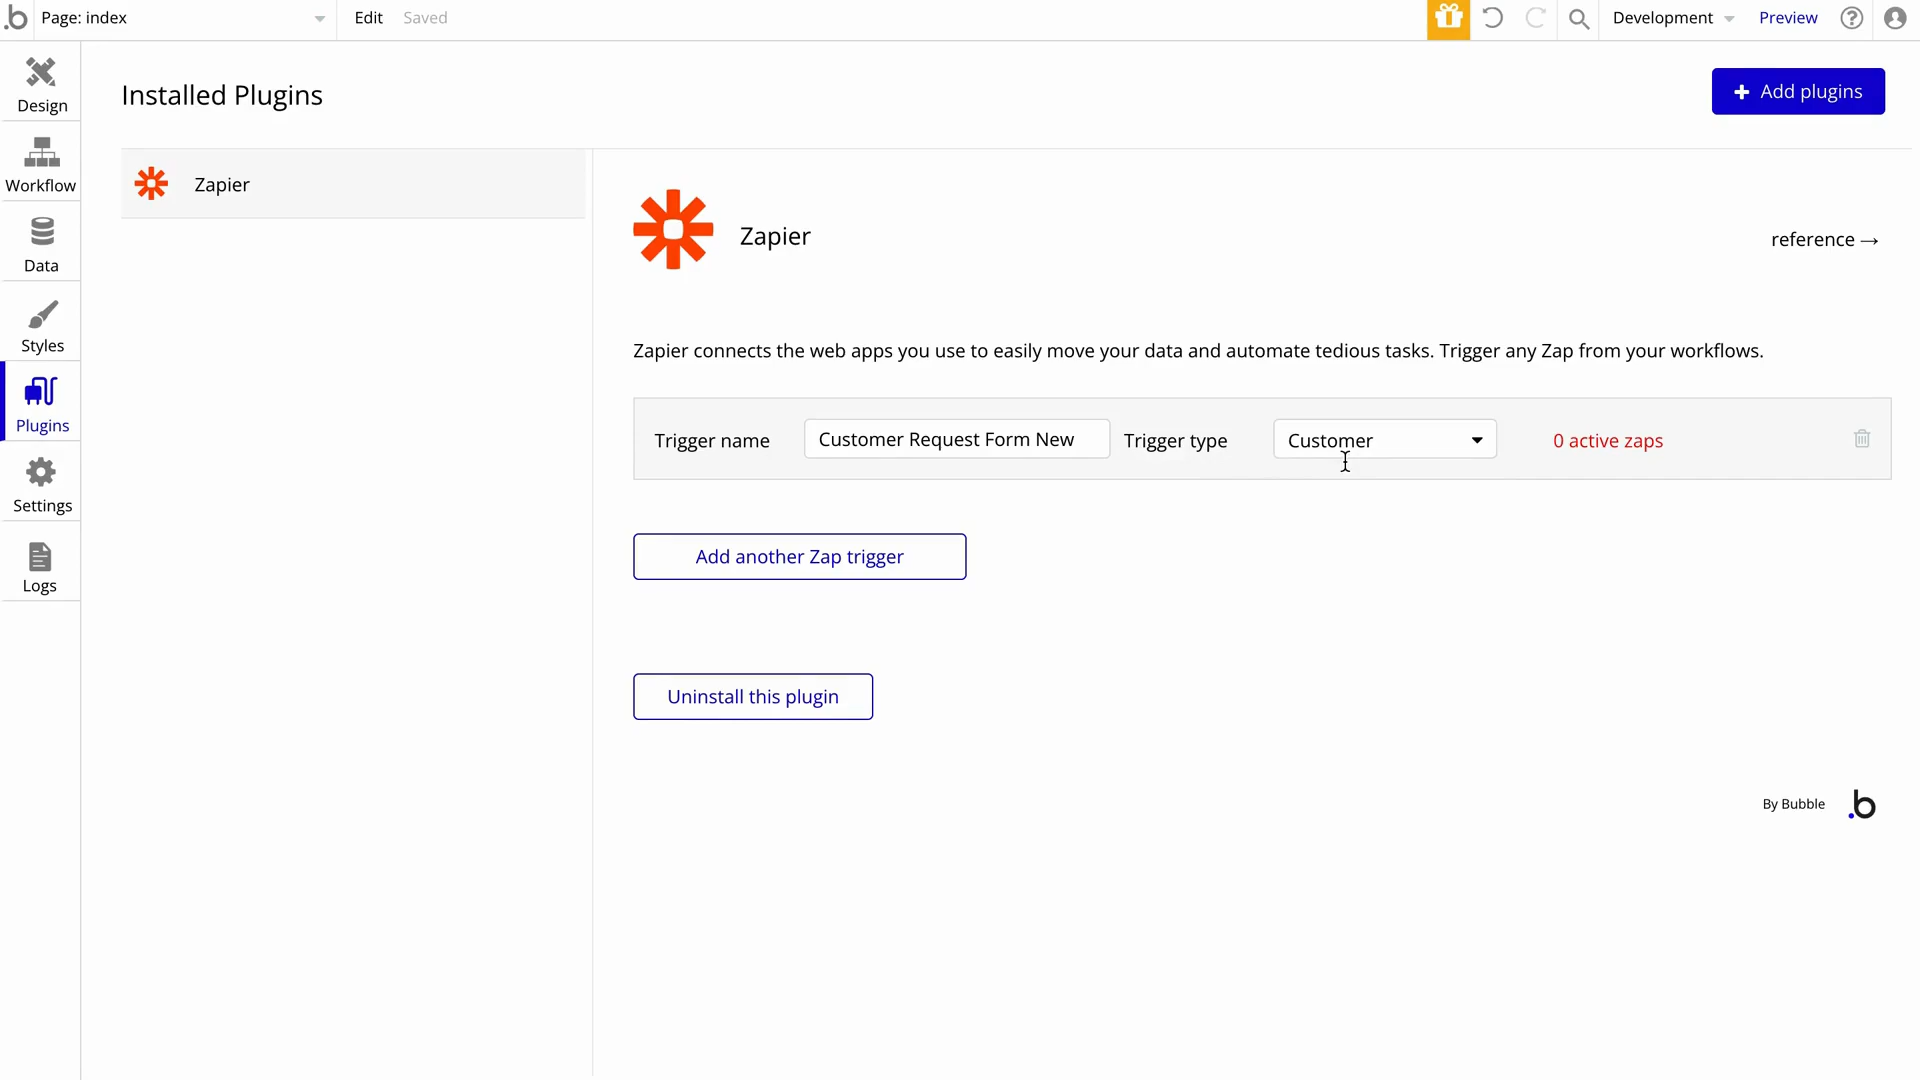 Page: index
Edit
Saved
Development
Preview
Design
Workflow
Data
Styles
Plugins
Settings
Logs
Installed Plugins
+ Add plugins
Zapier
Zapier
reference →
Zapier connects the web apps you use to easily move your data and automate tedious tasks. Trigger any Zap from your workflows.
Trigger name Customer Request Form New Trigger type Customer 0 active zaps
Add another Zap trigger
Uninstall this plugin
By Bubble .b